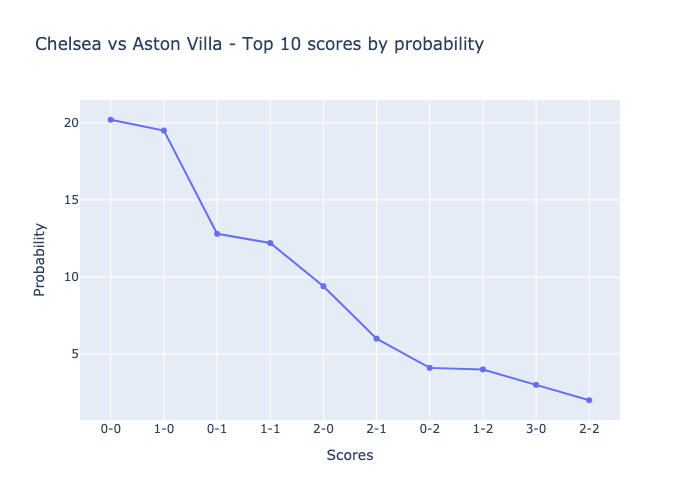 Chelsea vs Aston Villa - Top 10 scores by probability
20
15
10
5
Probability
0-0 1-0 0-1 1-1 2-0 2-1 0-2 1-2 3-0 2-2
Scores